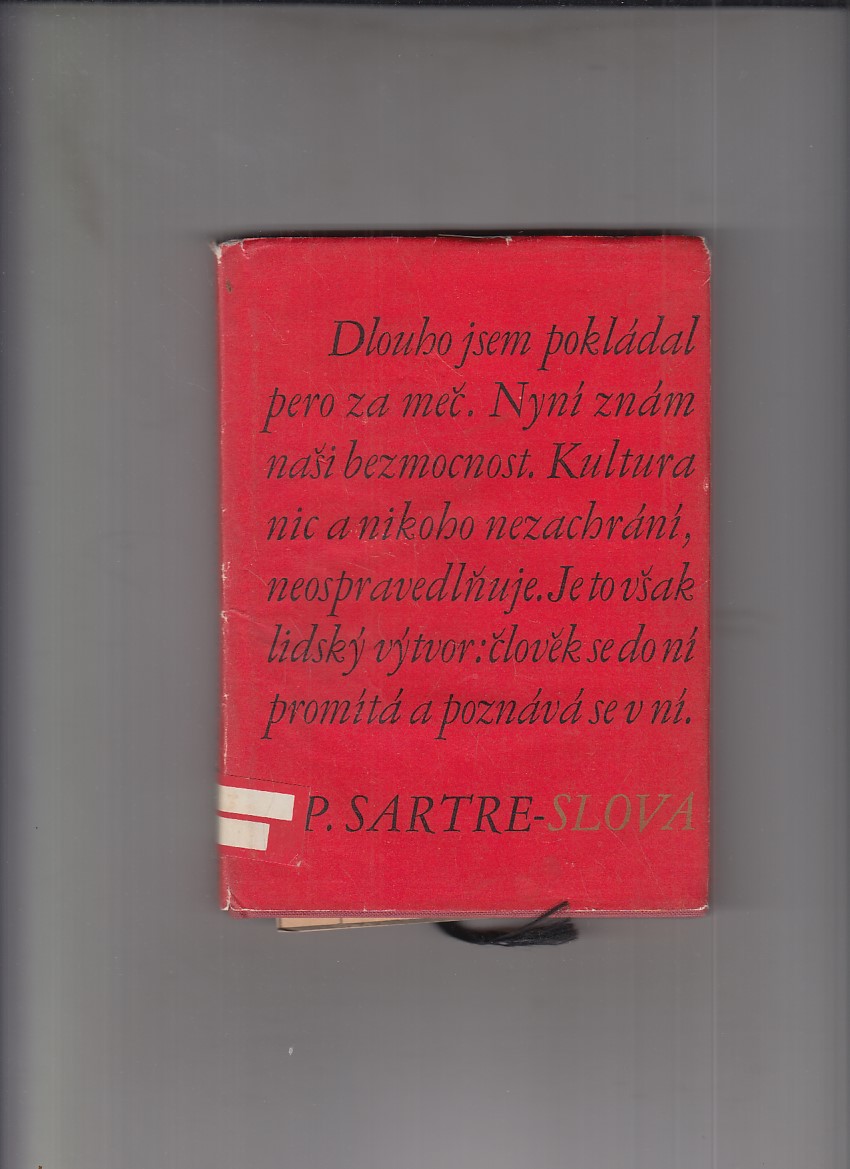 Dlouho jsem pokládal
pero za meč. Nyní znám
naši bezmocnost. Kultura
nic a nikoho nezachrání,
neospravedlňuje. Je to však
lidský výtvor: člověk se do ní
promítá a poznává se v ní.
P. SARTRE-SLOVA